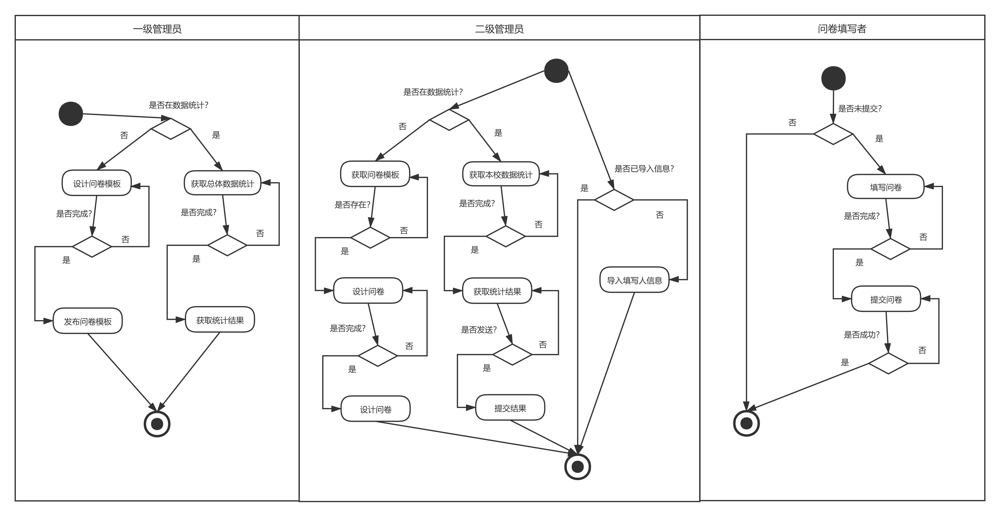 一级管理员
二级管理员
问卷填写者
是否在数据统计?
否
是
设计问卷模板
获取总体数据统计
是否完成?
是否完成?
否
否
是
是
发布问卷模板
获取统计结果
是否在数据统计?
否
是
获取问卷模板
获取本校数据统计
是否已导入信息?
是
否
是否存在?
是否完成?
否
否
是
是
设计问卷
获取统计结果
导入填写人信息
是否完成?
是否发送?
否
否
是
是
设计问卷
提交结果
是否未提交?
否
是
填写问卷
是否完成?
否
是
提交问卷
是否成功?
否
是